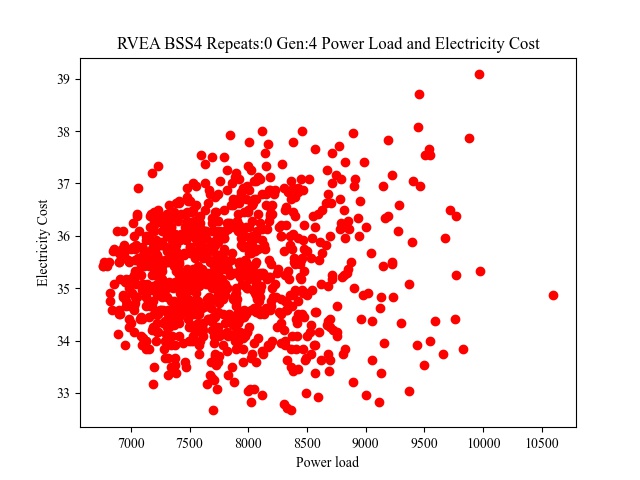 RVEA BSS4 Repeats:0 Gen:4 Power Load and Electricity Cost
39
38
37
36
35
34
33
Electricity Cost
7000 7500 8000 8500 9000 9500 10000 10500
Power load